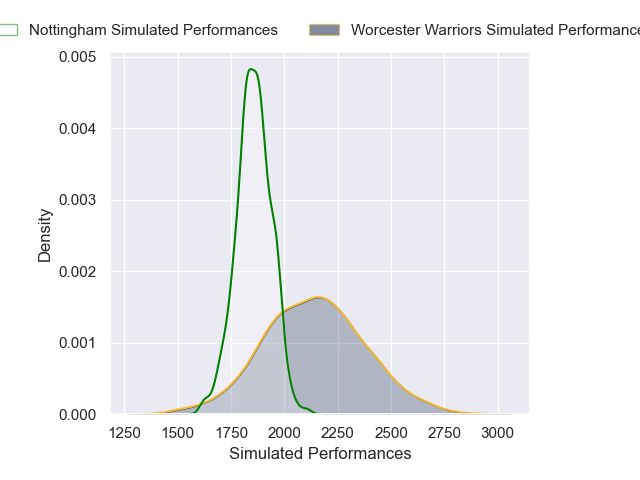 Nottingham Simulated Performances Worcester Warriors Simulated Performance
0.005
0.004
0.003
0.002
0.001
0.000
Density
1250 1500 1750 2000 2250 2500 2750 3000
Simulated Performances